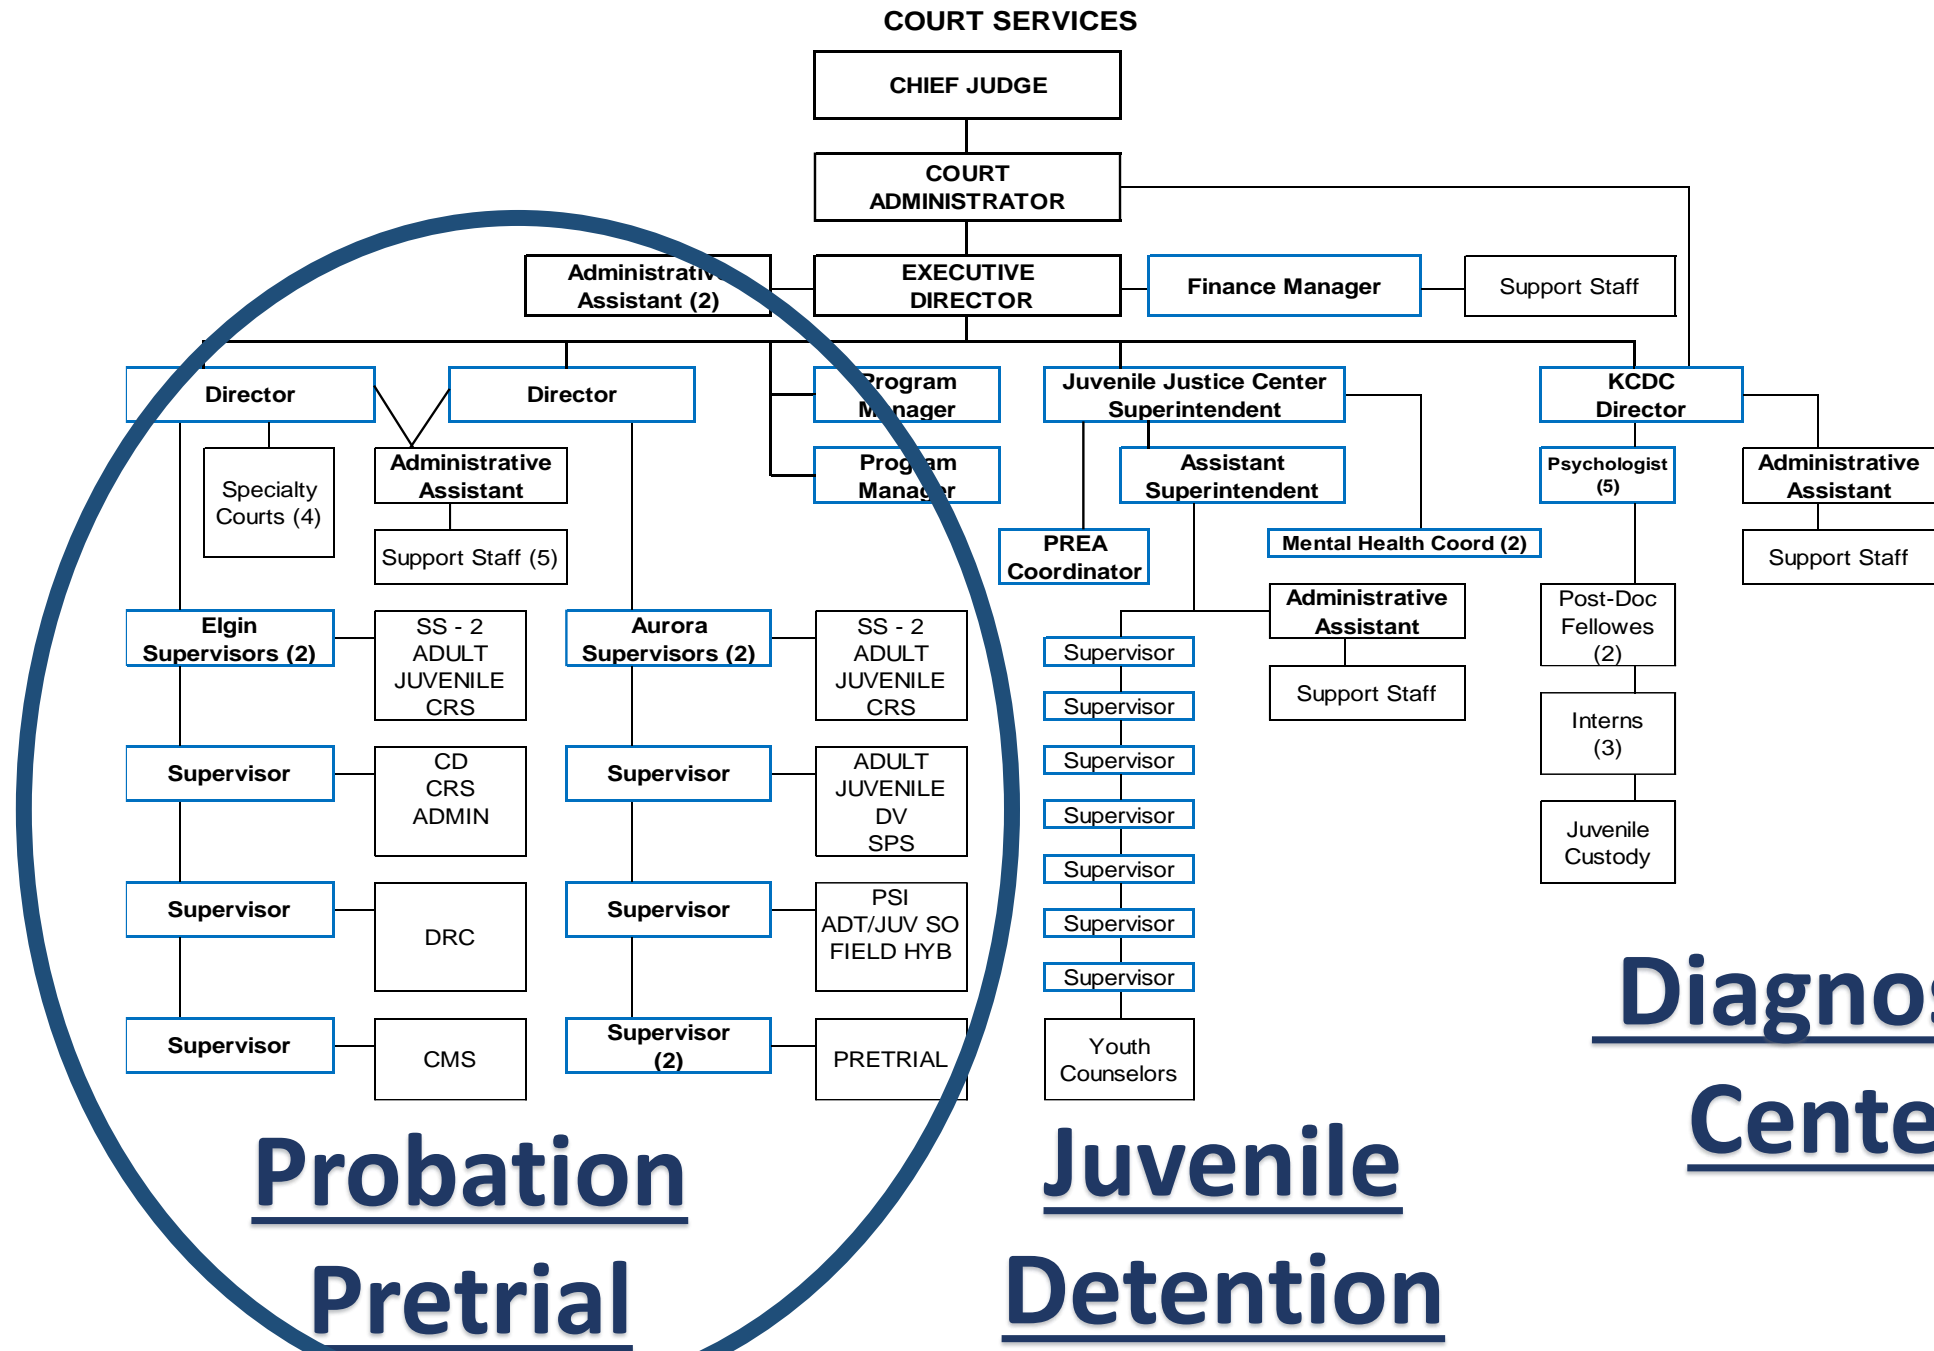 COURT SERVICES
CHIEF JUDGE
COURT
ADMINISTRATOR
Administrative
Assistant (2)
EXECUTIVE
DIRECTOR
Finance Manager
Support Staff
Director
Director
Program
Manager
Juvenile Justice Center
Superintendent
KCDC
Director
Specialty
Courts (4)
Administrative
Assistant
Program
Manager
Assistant
Superintendent
Psychologist
(5)
Administrative
Assistant
Support Staff (5)
PREA
Coordinator
Mental Health Coord (2)
Support Staff
Elgin
Supervisors (2)
SS - 2
ADULT
JUVENILE
CRS
Aurora
Supervisors (2)
SS - 2
ADULT
JUVENILE
CRS
Supervisor
Administrative
Assistant
Support Staff
Post-Doc
Fellowes
(2)
Supervisor
Interns
(3)
Supervisor
CD
CRS
ADMIN
Supervisor
ADULT
JUVENILE
DV
SPS
Supervisor
Supervisor
Juvenile
Custody
Supervisor
DRC
Supervisor
PSI
ADT/JUV SO
FIELD HYB
Supervisor
Supervisor
Supervisor
Supervisor
CMS
Supervisor
(2)
PRETRIAL
Youth
Counselors
Probation
Pretrial
Juvenile
Detention
Diagnos
Cente